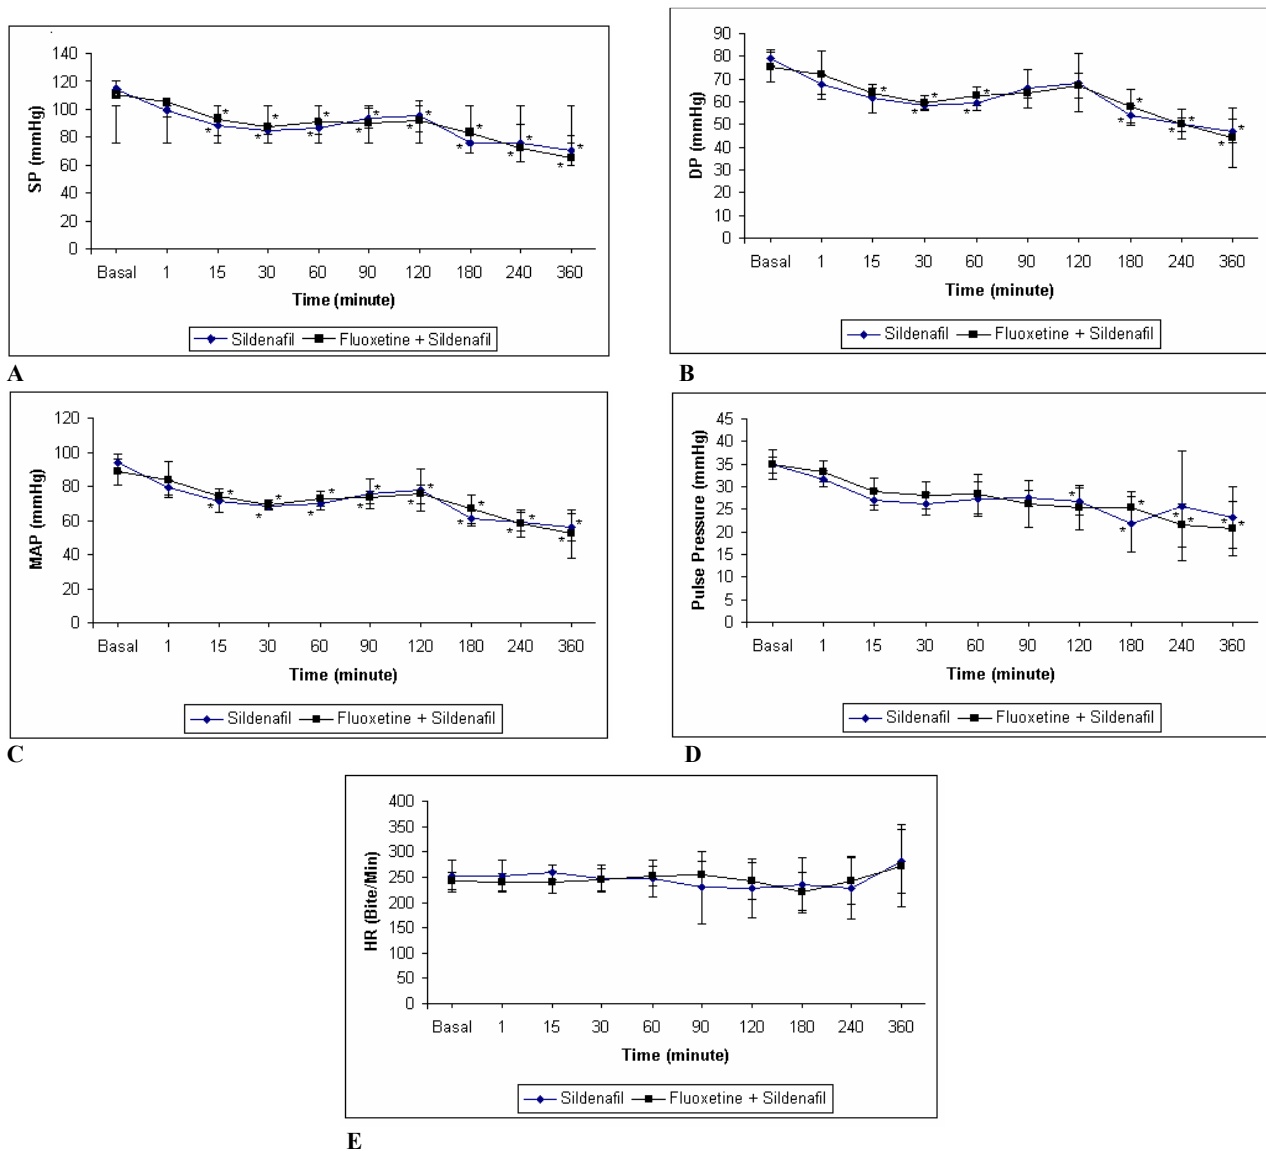 140
120
100
80
60
40
20
0
SP (mmHg)
* * * * * * *
* * * * * * * *
Basal 1 15 30 60 90 120 180 240 360
Time (minute)
Sildenafil Fluoxetine + Sildenafil
A
90
80
70
60
50
40
30
20
10
0
DP (mmHg)
* * * * * *
* * * * *
Basal 1 15 30 60 90 120 180 240 360
Time (minute)
Sildenafil Fluoxetine + Sildenafil
B
120
100
80
60
40
20
0
MAP (mmHg)
* * * * * * * *
* * * * * * * *
Basal 1 15 30 60 90 120 180 240 360
Time (minute)
Sildenafil Fluoxetine + Sildenafil
C
45
40
35
30
25
20
15
10
5
0
Pulse Pressure (mmHg)
* * * *
* * * *
Basal 1 15 30 60 90 120 180 240 360
Time (minute)
Sildenafil Fluoxetine + Sildenafil
D
400
350
300
250
200
150
100
50
0
HR (Bite/Min)
Basal 1 15 30 60 90 120 180 240 360
Time (minute)
Sildenafil Fluoxetine + Sildenafil
E